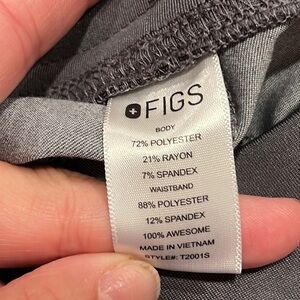 FIGS
BODY
72% POLYESTER
21% RAYON
7% SPANDEX
WAISTBAND
88% POLYESTER
12% SPANDEX
100% AWESOME
MADE IN VIETNAM
STYLE#: T2001S